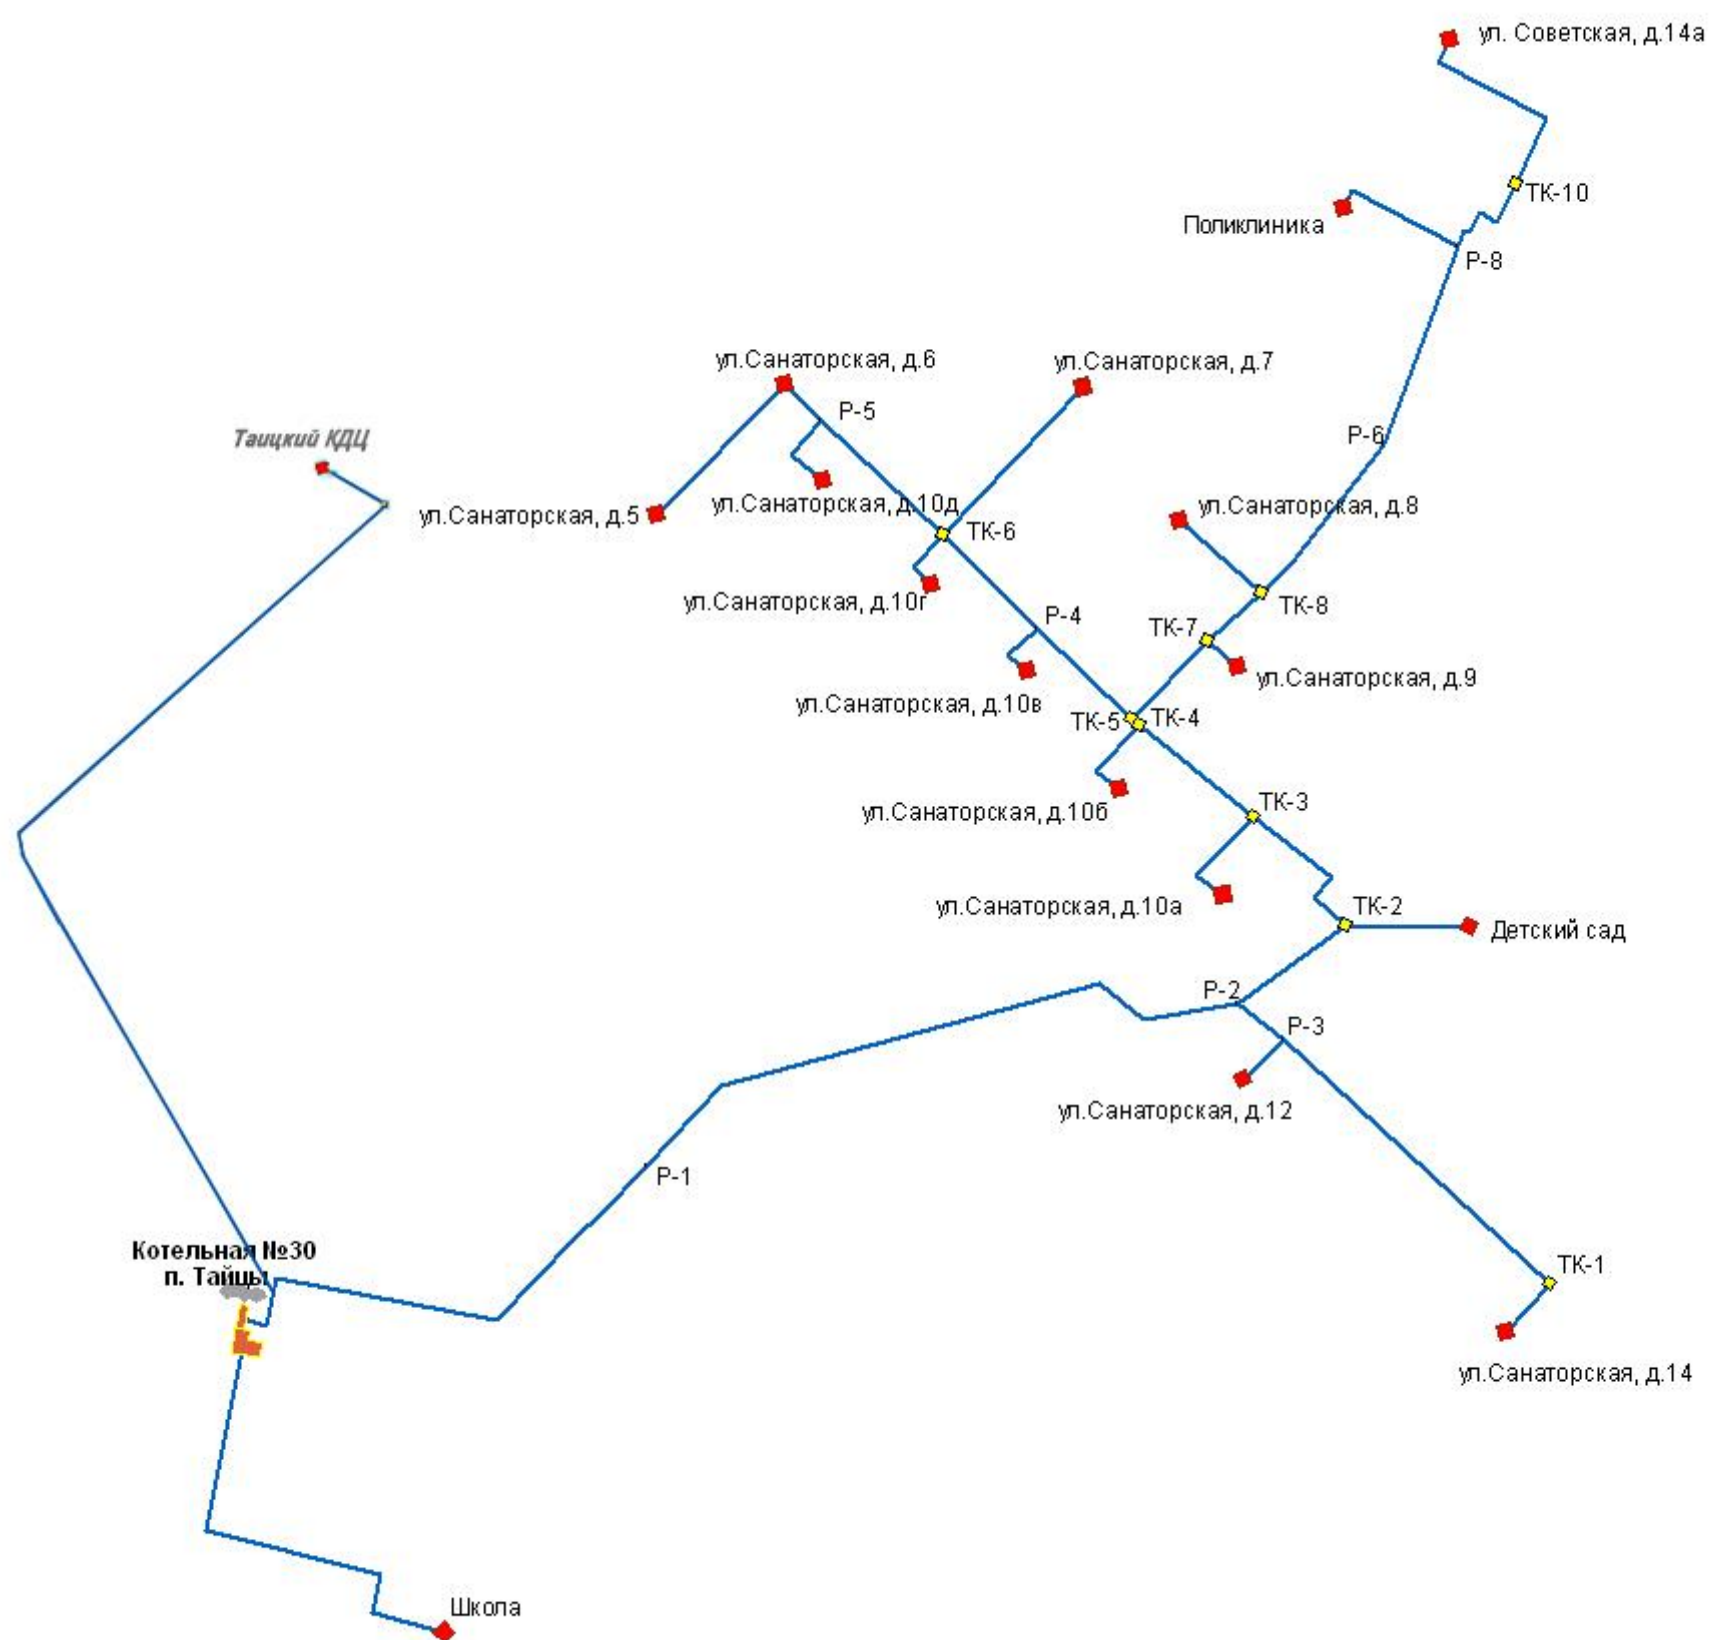 ул. Советская, д.14а
ТК-10
Поликлиника
Р-8
ул.Санаторская, д.6
ул.Санаторская, д.7
Р-5
Р-6
Таицкий КДЦ
ул.Санаторская, д.10д
ул.Санаторская, д.8
ул.Санаторская, д.5
ТК-6
ул.Санаторская, д.10г
ТК-8
Р-4
ТК-7
ул.Санаторская, д.9
ул.Санаторская, д.10в
ТК-5
ТК-4
ТК-3
ул.Санаторская, д.10б
ул.Санаторская, д.10а
ТК-2
Детский сад
Р-2
Р-3
ул.Санаторская, д.12
Р-1
Котельная №30
п. Тайцы
ТК-1
ул.Санаторская, д.14
Школа